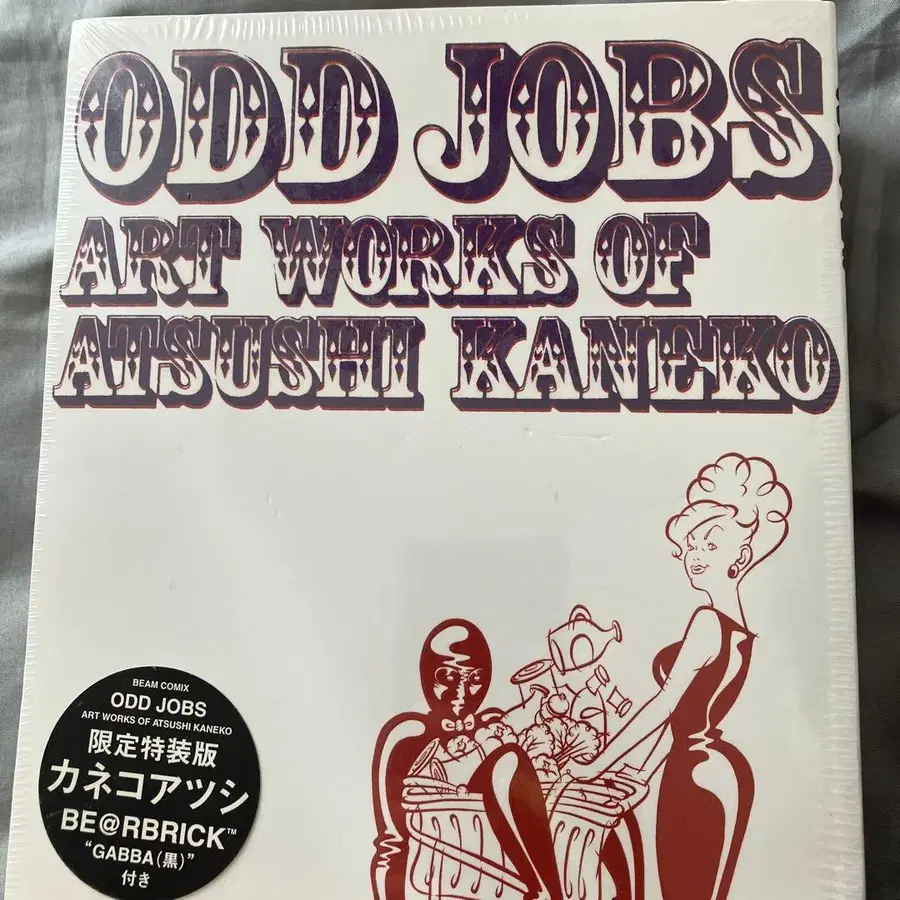 ODD JOBS
ART WORKS OF
ATSUSHI KANEKO
BEAM COMIX
ODD JOBS
ART WORKS OF ATSUSHI KANEKO
限定特装版
カネコアツシ
BE@RBRICK™
"GABBA(黒)"
付き